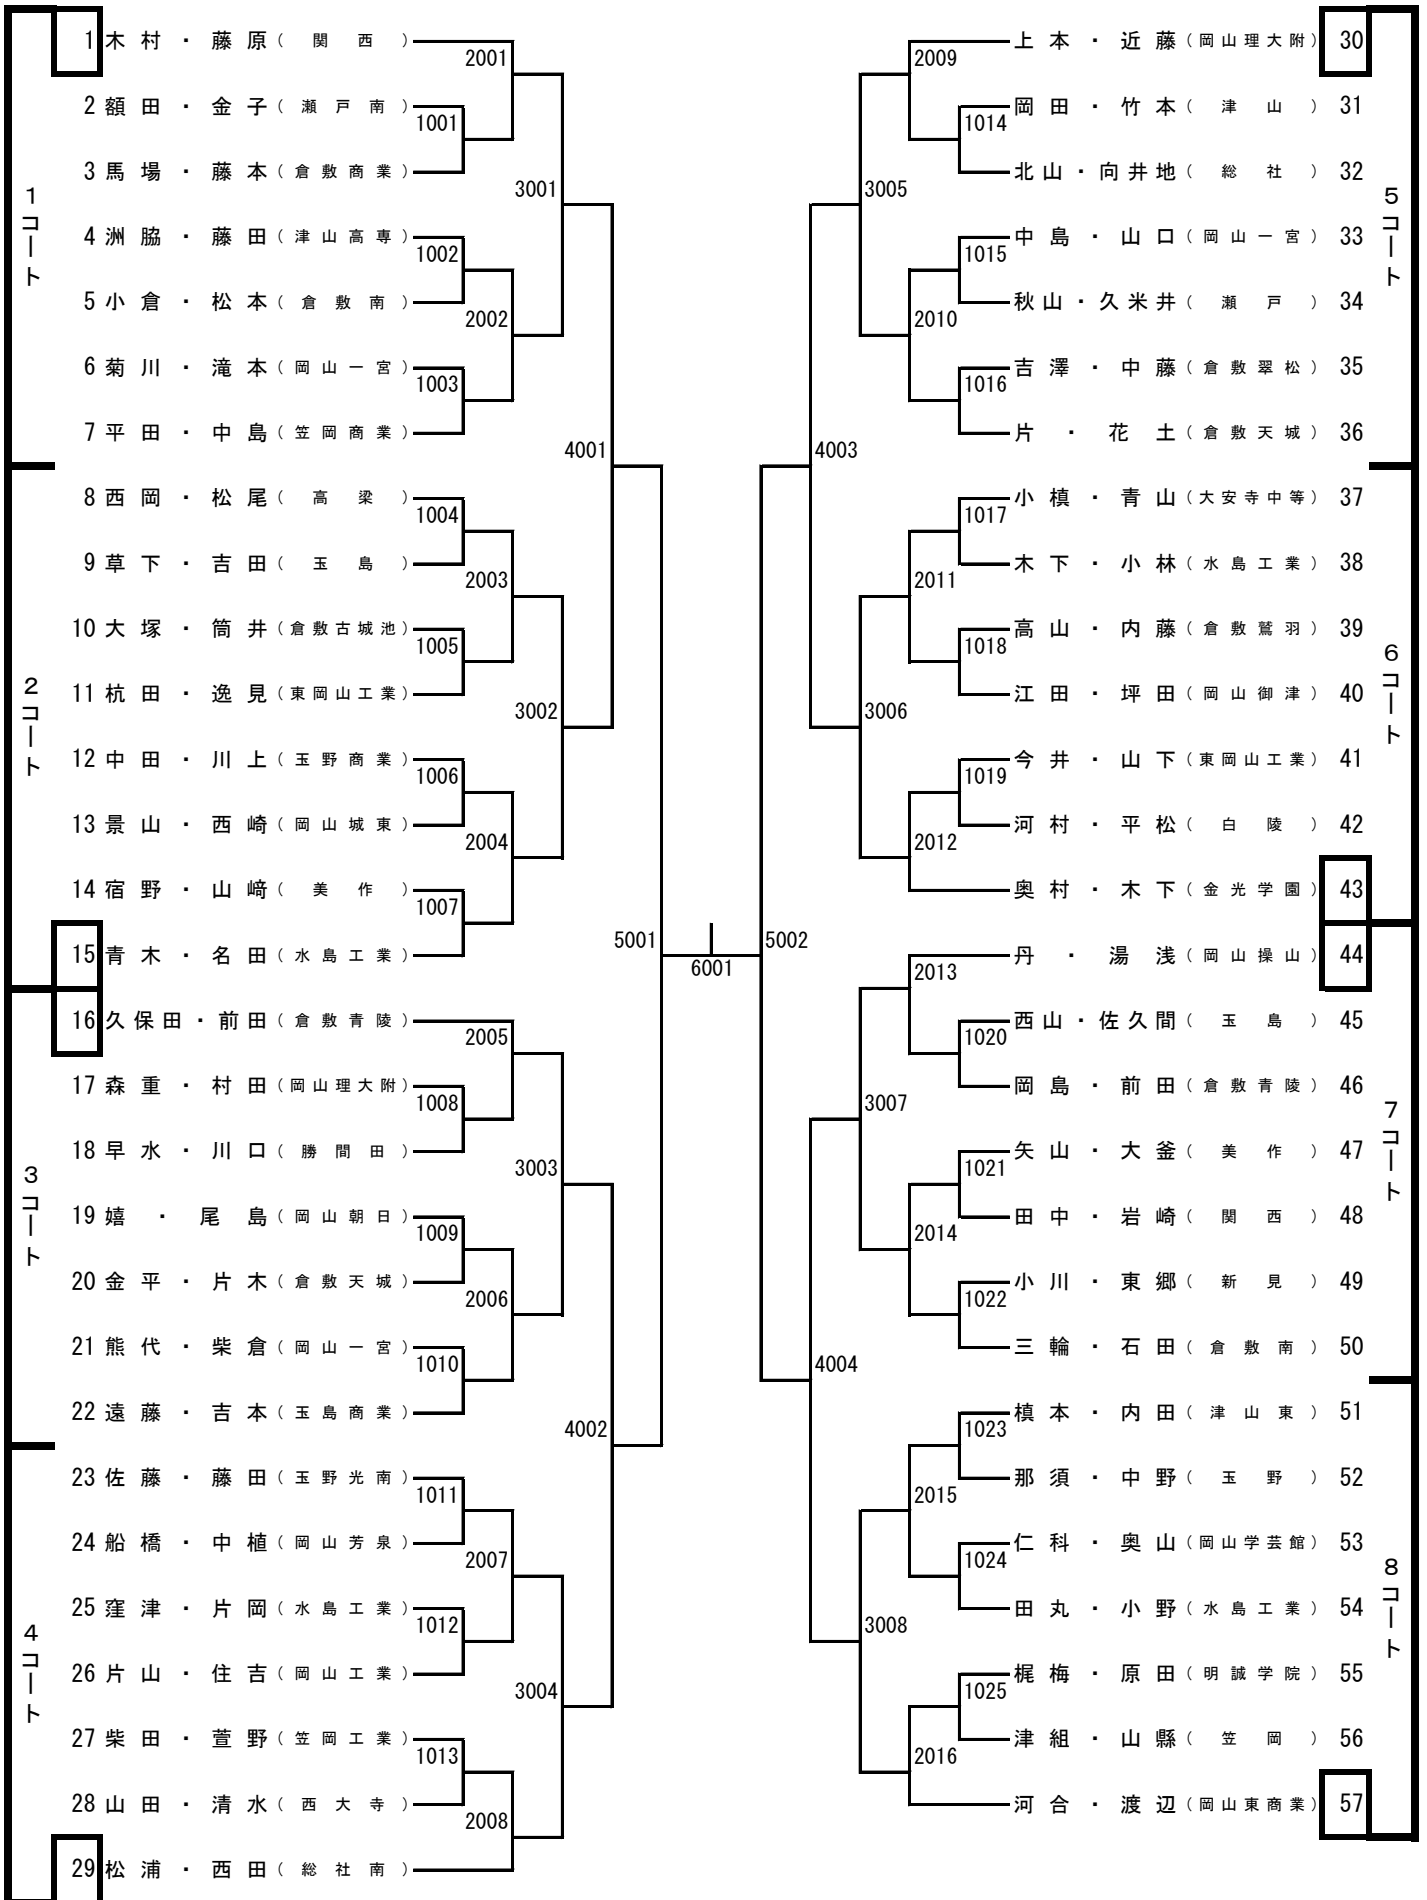 1コート
1 木村・藤原(関西)
2 額田・金子(瀬戸南)
3 馬場・藤本(倉敷商業)
4 洲脇・藤田(津山高専)
5 小倉・松本(倉敷南)
6 菊川・滝本(岡山一宮)
7 平田・中島(笠岡商業)
2001
1001
3001
1002
2002
1003
4001
2コート
8 西岡・松尾(高梁)
9 草下・吉田(玉島)
10 大塚・筒井(倉敷古城池)
11 杭田・逸見(東岡山工業)
12 中田・川上(玉野商業)
13 景山・西崎(岡山城東)
14 宿野・山﨑(美作)
15 青木・名田(水島工業)
1004
2003
1005
3002
1006
2004
1007
5001
3コート
16 久保田・前田(倉敷青陵)
17 森重・村田(岡山理大附)
18 早水・川口(勝間田)
19 嬉・尾島(岡山朝日)
20 金平・片木(倉敷天城)
21 熊代・柴倉(岡山一宮)
22 遠藤・吉本(玉島商業)
2005
1008
3003
1009
2006
1010
4002
4コート
23 佐藤・藤田(玉野光南)
24 船橋・中植(岡山芳泉)
25 窪津・片岡(水島工業)
26 片山・住吉(岡山工業)
27 柴田・萱野(笠岡工業)
28 山田・清水(西大寺)
29 松浦・西田(総社南)
1011
2007
1012
3004
1013
2008
6001
5コート
上本・近藤(岡山理大附) 30
岡田・竹本(津山) 31
北山・向井地(総社) 32
中島・山口(岡山一宮) 33
秋山・久米井(瀬戸) 34
吉澤・中藤(倉敷翠松) 35
片・花土(倉敷天城) 36
2009
1014
3005
1015
2010
1016
4003
6コート
小槙・青山(大安寺中等) 37
木下・小林(水島工業) 38
高山・内藤(倉敷鷲羽) 39
江田・坪田(岡山御津) 40
今井・山下(東岡山工業) 41
河村・平松(白陵) 42
奥村・木下(金光学園) 43
1017
2011
1018
3006
1019
2012
5002
7コート
丹・湯浅(岡山操山) 44
西山・佐久間(玉島) 45
岡島・前田(倉敷青陵) 46
矢山・大釜(美作) 47
田中・岩崎(関西) 48
小川・東郷(新見) 49
三輪・石田(倉敷南) 50
2013
1020
3007
1021
2014
1022
4004
8コート
槙本・内田(津山東) 51
那須・中野(玉野) 52
仁科・奥山(岡山学芸館) 53
田丸・小野(水島工業) 54
梶梅・原田(明誠学院) 55
津組・山縣(笠岡) 56
河合・渡辺(岡山東商業) 57
1023
2015
1024
3008
1025
2016